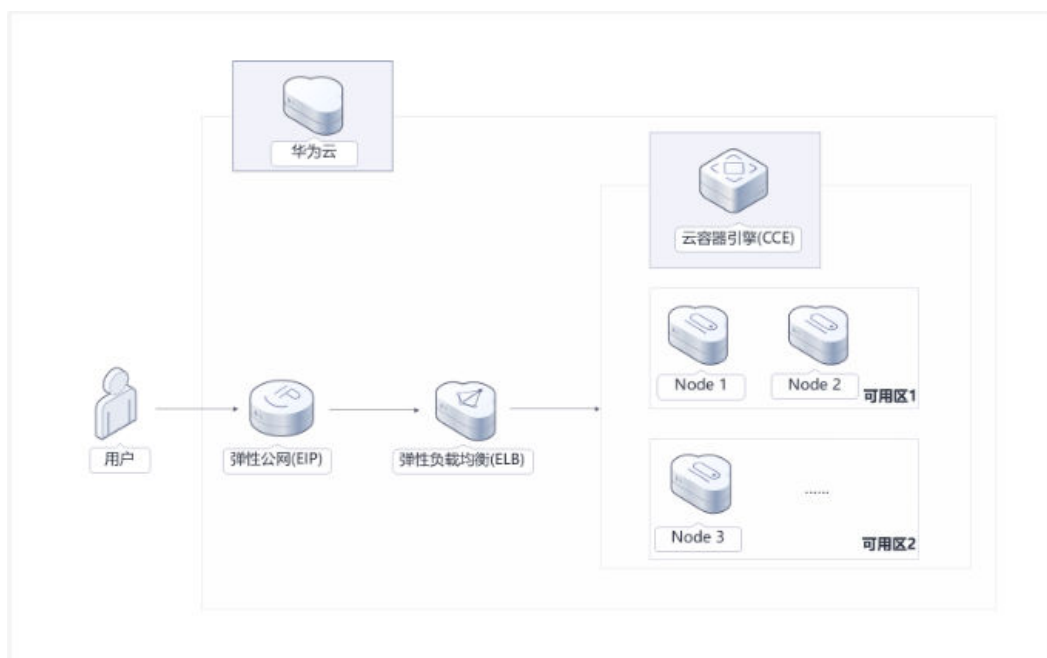 华为云
云容器引擎(CCE)
Node 1
Node 2
可用区1
用户
弹性公网(EIP)
弹性负载均衡(ELB)
Node 3
……
可用区2
IP